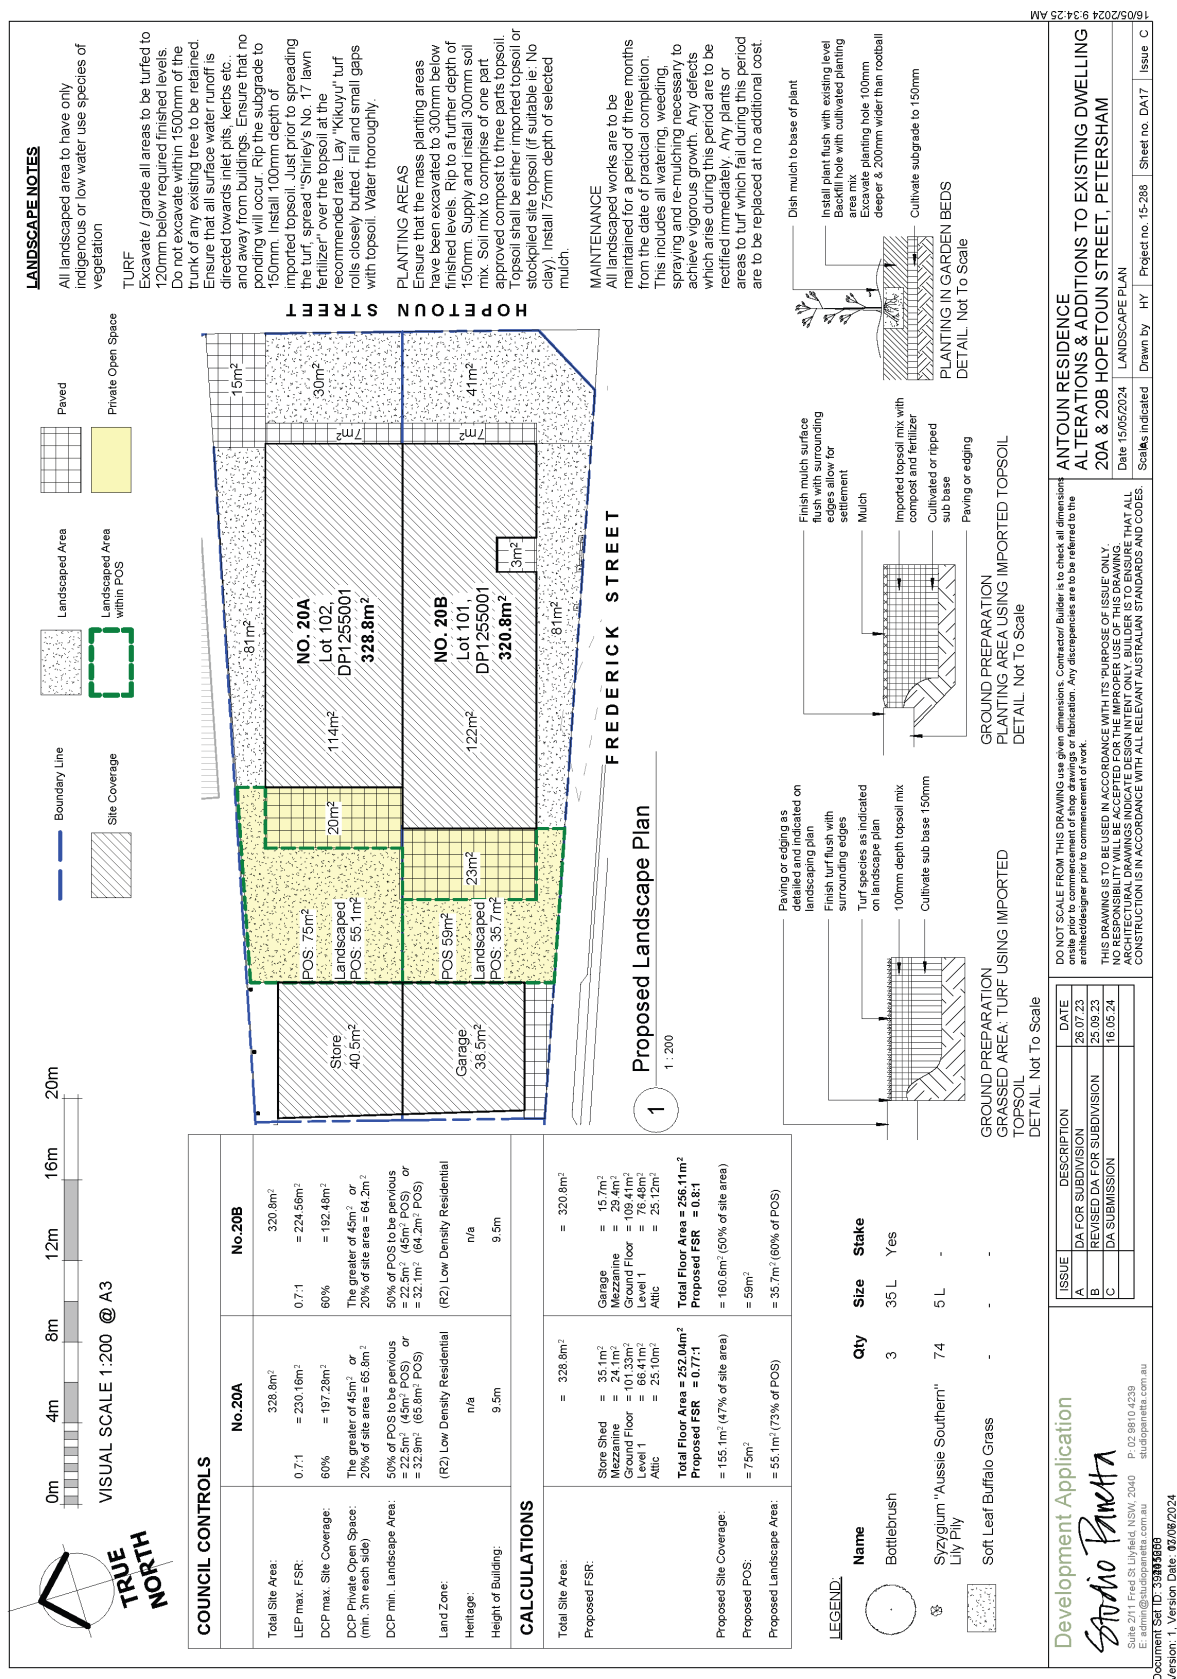 16/05/2024 9:34:25 AM
LANDSCAPE NOTES
All landscaped area to have only
indigenous or low water use species of
vegetation
TURF
Excavate / grade all areas to be turfed to
120mm below required finished levels.
Do not excavate within 1500mm of the
trunk of any existing tree to be retained.
Ensure that all surface water runoff is
directed towards inlet pits, kerbs etc..
and away from buildings. Ensure that no
ponding will occur. Rip the subgrade to
150mm. Install 100mm depth of
imported topsoil. Just prior to spreading
the turf, spread "Shirley's No. 17 lawn
fertilizer" over the topsoil at the
recommended rate. Lay "Kikuyu" turf
rolls closely butted. Fill and small gaps
with topsoil. Water thoroughly.
PLANTING AREAS
Ensure that the mass planting areas
have been excavated to 300mm below
finished levels. Rip to a further depth of
150mm. Supply and install 300mm soil
mix. Soil mix to comprise of one part
approved compost to three parts topsoil.
Topsoil shall be either imported topsoil or
stockpiled site topsoil (if suitable ie: No
clay). Install 75mm depth of selected
mulch.
MAINTENANCE
All landscaped works are to be
maintained for a period of three months
from the date of practical completion.
This includes all watering, weeding,
spraying and re-mulching necessary to
achieve vigorous growth. Any defects
which arise during this period are to be
rectified immediately. Any plants or
areas to turf which fail during this period
are to be replaced at no additional cost.
Boundary Line
Site Coverage
Landscaped Area
Landscaped Area
within POS
Paved
Private Open Space
TRUE
NORTH
0m 4m 8m 12m 16m 20m
VISUAL SCALE 1:200 @ A3
COUNCIL CONTROLS
No.20A No.20B
Total Site Area: 328.8m² 320.8m²
LEP max. FSR: 0.7:1 = 230.16m² 0.7:1 = 224.56m²
DCP max. Site Coverage: 60% = 197.28m² 60% = 192.48m²
DCP Private Open Space: The greater of 45m² or The greater of 45m² or
(min. 3m each side) 20% of site area = 65.8m² 20% of site area = 64.2m²
DCP min. Landscape Area: 50% of POS to be pervious 50% of POS to be pervious
= 22.5m² (45m² POS) or = 22.5m² (45m² POS) or
= 32.9m² (65.8m² POS) = 32.1m² (64.2m² POS)
Land Zone: (R2) Low Density Residential (R2) Low Density Residential
Heritage: n/a n/a
Height of Building: 9.5m 9.5m
CALCULATIONS
Total Site Area: = 328.8m² = 320.8m²
Proposed FSR:
Store Shed = 35.1m² Garage = 15.7m²
Mezzanine = 24.1m² Mezzanine = 29.4m²
Ground Floor = 101.33m² Ground Floor = 109.41m²
Level 1 = 66.41m² Level 1 = 76.48m²
Attic = 25.10m² Attic = 25.12m²
Total Floor Area = 252.04m² Total Floor Area = 256.11m²
Proposed FSR = 0.77:1 Proposed FSR = 0.8:1
Proposed Site Coverage: = 155.1m² (47% of site area) = 160.6m² (50% of site area)
Proposed POS: = 75m² = 59m²
Proposed Landscape Area: = 55.1m² (73% of POS) = 35.7m² (60% of POS)
HOPETOUN STREET
FREDERICK STREET
Store
40.5m²
Garage
38.5m²
POS: 75m²
Landscaped
POS: 55.1m²
POS 59m²
Landscaped
POS: 35.7m²
20m²
23m²
114m²
122m²
NO. 20A
Lot 102,
DP1255001
328.8m²
NO. 20B
Lot 101,
DP1255001
320.8m²
81m²
81m²
3m²
7m²
7m²
15m²
30m²
41m²
1
Proposed Landscape Plan
1 : 200
LEGEND:
Name Qty Size Stake
Bottlebrush 3 35 L Yes
Syzygium "Aussie Southern" 74 5 L -
Lily Pily
Soft Leaf Buffalo Grass - - -
Paving or edging as
detailed and indicated on
landscaping plan
Finish turf flush with
surrounding edges
Turf species as indicated
on landscape plan
100mm depth topsoil mix
Cultivate sub base 150mm
GROUND PREPARATION
GRASSED AREA: TURF USING IMPORTED
TOPSOIL
DETAIL. Not To Scale
Finish mulch surface
flush with surrounding
edges allow for
settlement
Mulch
Imported topsoil mix with
compost and fertilizer
Cultivated or ripped
sub base
Paving or edging
GROUND PREPARATION
PLANTING AREA USING IMPORTED TOPSOIL
DETAIL. Not To Scale
Dish mulch to base of plant
Install plant flush with existing level
Backfill hole with cultivated planting
area mix
Excavate planting hole 100mm
deeper & 200mm wider than rootball
Cultivate subgrade to 150mm
PLANTING IN GARDEN BEDS
DETAIL. Not To Scale
Development Application
Studio Panetta
Suite 2/11 Fred St Lilyfield, NSW, 2040 P: 02 9810 4239
E: admin@studiopanetta.com.au studiopanetta.com.au
ISSUE DESCRIPTION DATE
A DA FOR SUBDIVISION 26.07.23
B REVISED DA FOR SUBDIVISION 25.09.23
C DA SUBMISSION 16.05.24
DO NOT SCALE FROM THIS DRAWING use given dimensions. Contractor/ Builder is to check all dimensions
onsite prior to commencement of shop drawings or fabrication. Any discrepancies are to be referred to the
architect/designer prior to commencement of work.
THIS DRAWING IS TO BE USED IN ACCORDANCE WITH ITS 'PURPOSE OF ISSUE' ONLY.
NO RESPONSIBILITY WILL BE ACCEPTED FOR THE IMPROPER USE OF THIS DRAWING.
ARCHITECTURAL DRAWINGS INDICATE DESIGN INTENT ONLY. BUILDER IS TO ENSURE THAT ALL
CONSTRUCTION IS IN ACCORDANCE WITH ALL RELEVANT AUSTRALIAN STANDARDS AND CODES.
ANTOUN RESIDENCE
ALTERATIONS & ADDITIONS TO EXISTING DWELLING
20A & 20B HOPETOUN STREET, PETERSHAM
Date 15/05/2024 LANDSCAPE PLAN
Scale As indicated Drawn by HY Project no. 15-288 Sheet no. DA17 Issue C
Document Set ID:
Version: 1, Version Date: